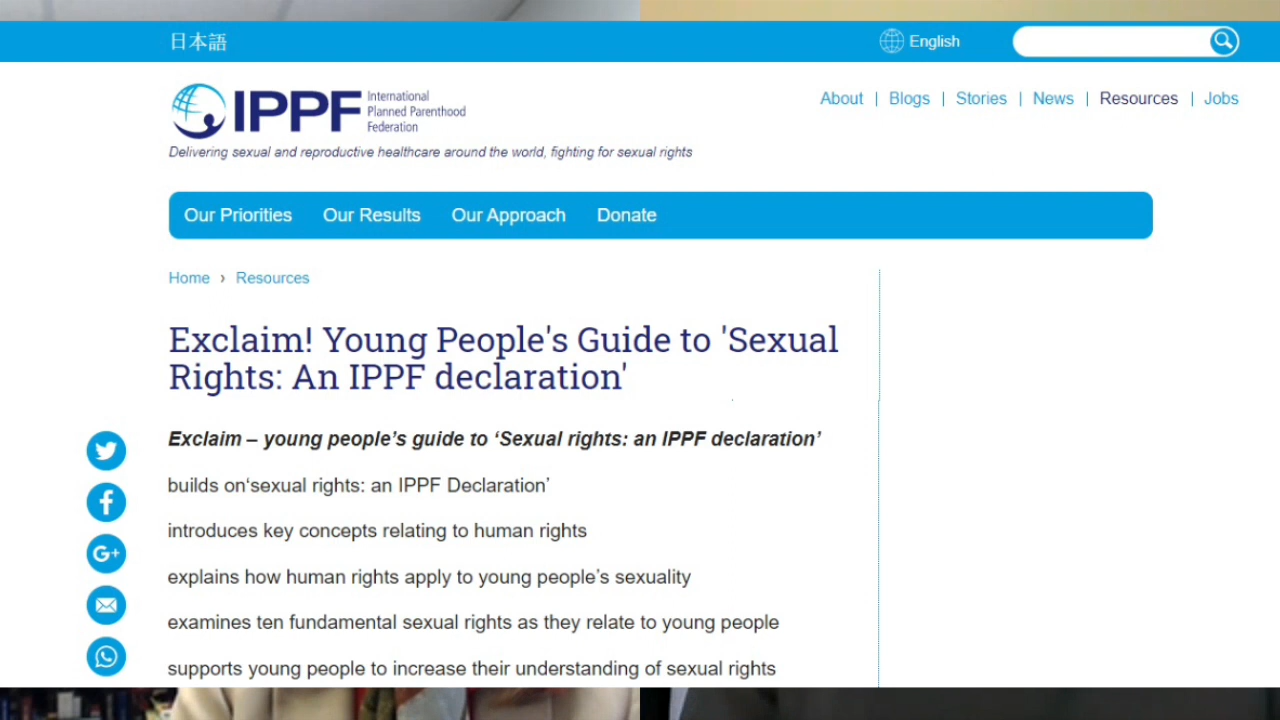 日本語
English
IPPF
International
Planned Parenthood
Federation
Delivering sexual and reproductive healthcare around the world, fighting for sexual rights
About | Blogs | Stories | News | Resources | Jobs
Our Priorities Our Results Our Approach Donate
Home › Resources
Exclaim! Young People's Guide to 'Sexual
Rights: An IPPF declaration'
Exclaim – young people’s guide to ‘Sexual rights: an IPPF declaration’
builds on‘sexual rights: an IPPF Declaration’
introduces key concepts relating to human rights
explains how human rights apply to young people’s sexuality
examines ten fundamental sexual rights as they relate to young people
supports young people to increase their understanding of sexual rights